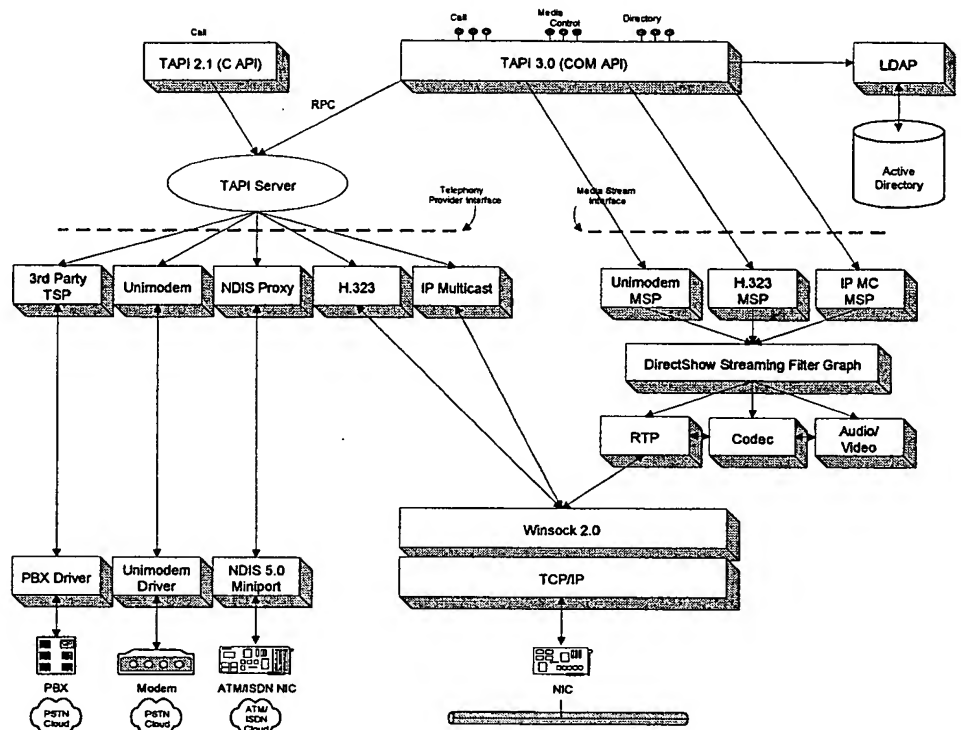 Call
Media
Control
Directory
Call
TAPI 2.1 (C API)
TAPI 3.0 (COM API)
LDAP
RPC
Active
Directory
TAPI Server
Telephony
Provider Interface
Media Stream
Interface
3rd Party
TSP
Unimodem
NDIS Proxy
H.323
IP Multicast
Unimodem
MSP
H.323
MSP
IP MC
MSP
DirectShow Streaming Filter Graph
RTP
Codec
Audio/
Video
Winsock 2.0
TCP/IP
PBX Driver
Unimodem
Driver
NDIS 5.0
Miniport
PBX
Modem
ATM/ISDN NIC
NIC
PSTN
Cloud
PSTN
Cloud
ATM/
ISDN
Cloud